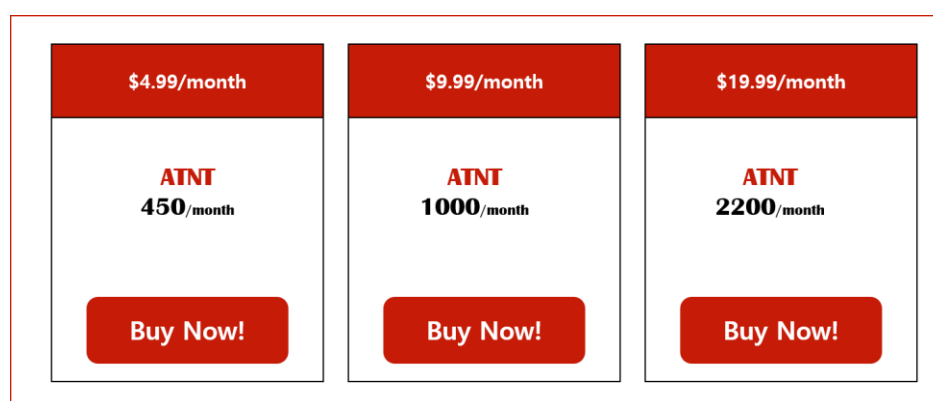 $4.99/month
ATNT
450/month
Buy Now!
$9.99/month
ATNT
1000/month
Buy Now!
$19.99/month
ATNT
2200/month
Buy Now!